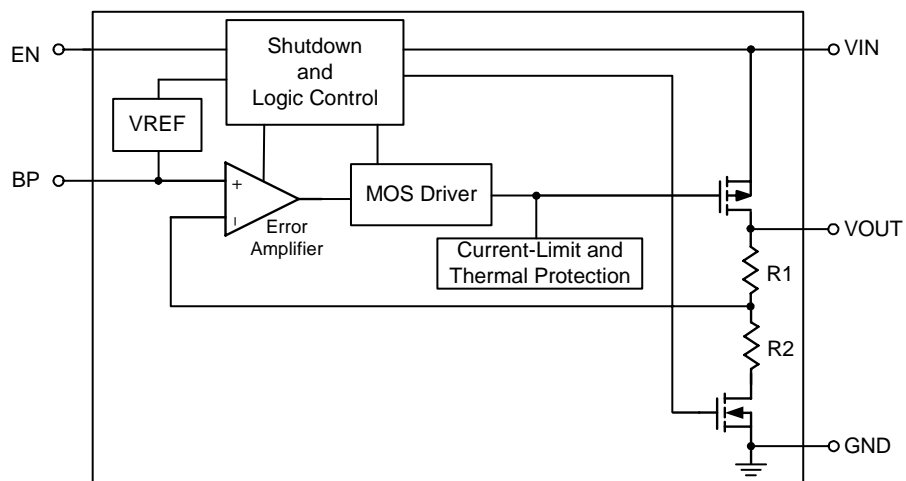 EN
Shutdown
and
Logic Control
VIN
VREF
BP
+
−
Error
Amplifier
MOS Driver
Current-Limit and
Thermal Protection
VOUT
R1
R2
GND